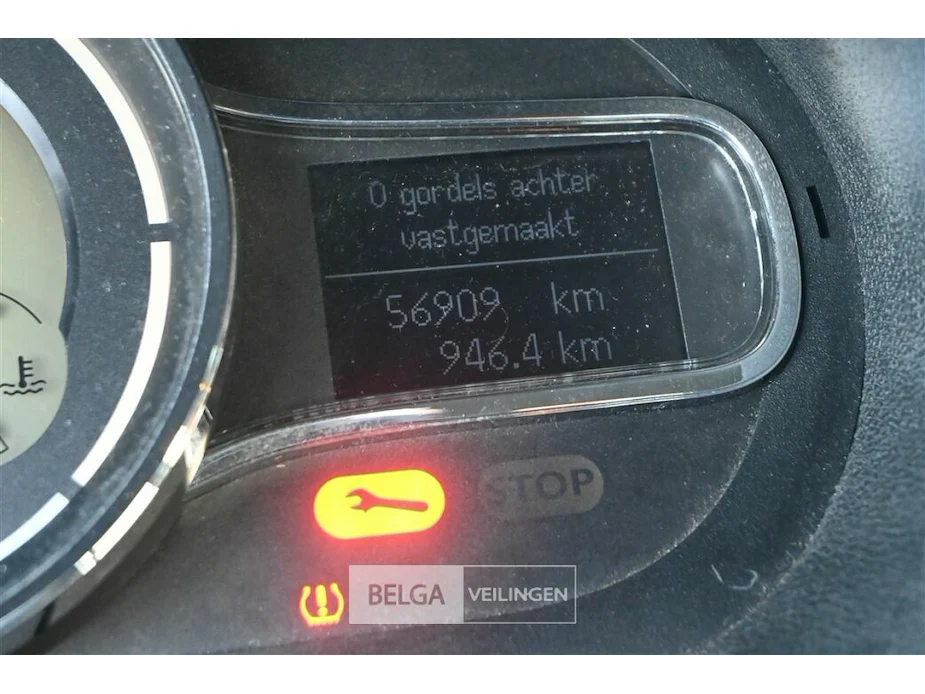 0 gordels achter
vastgemaakt
56909 km
946.4 km
STOP
BELGA VEILINGEN